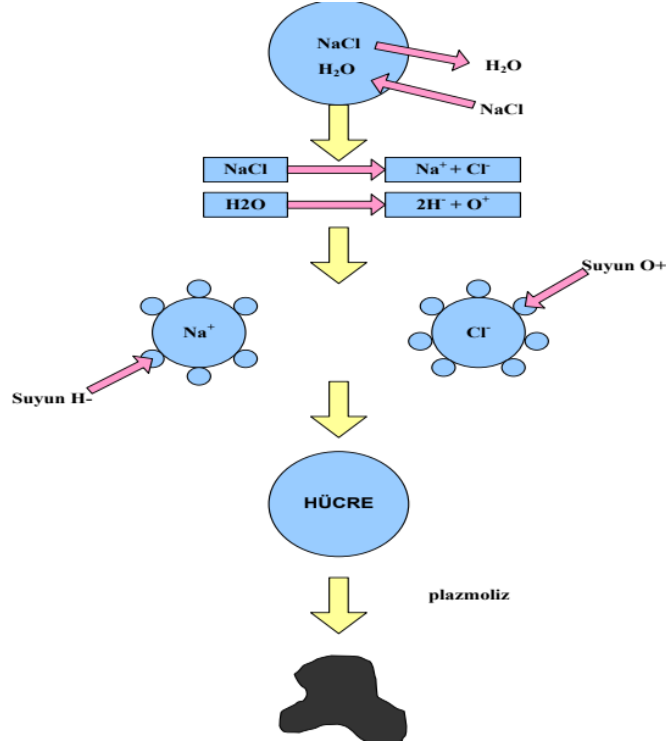 NaCl
H₂O
H₂O
NaCl
NaCl
Na⁺ + Cl⁻
H2O
2H⁻ + O⁺
Suyun O+
Na⁺
Cl⁻
Suyun H-
HÜCRE
plazmoliz